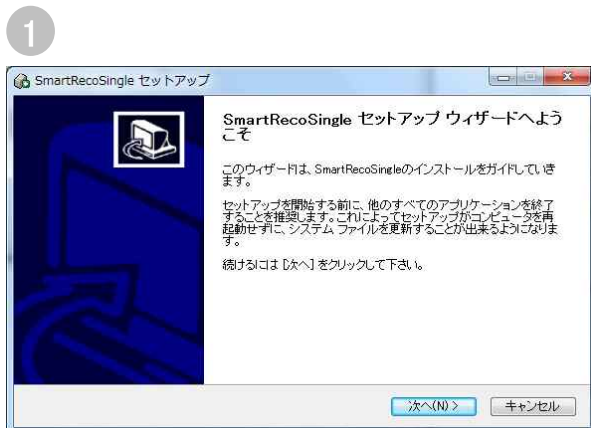 1
SmartRecoSingle セットアップ
SmartRecoSingle セットアップ ウィザードへよう
こそ
このウィザードは、SmartRecoSingleのインストールをガイドしていき
ます。
セットアップを開始する前に、他のすべてのアプリケーションを終了
することを推奨します。これによってセットアップがコンピュータを再
起動せずに、システム ファイルを更新することが出来るようになりま
す。
続けるには [次へ] をクリックして下さい。
次へ(N) >
キャンセル